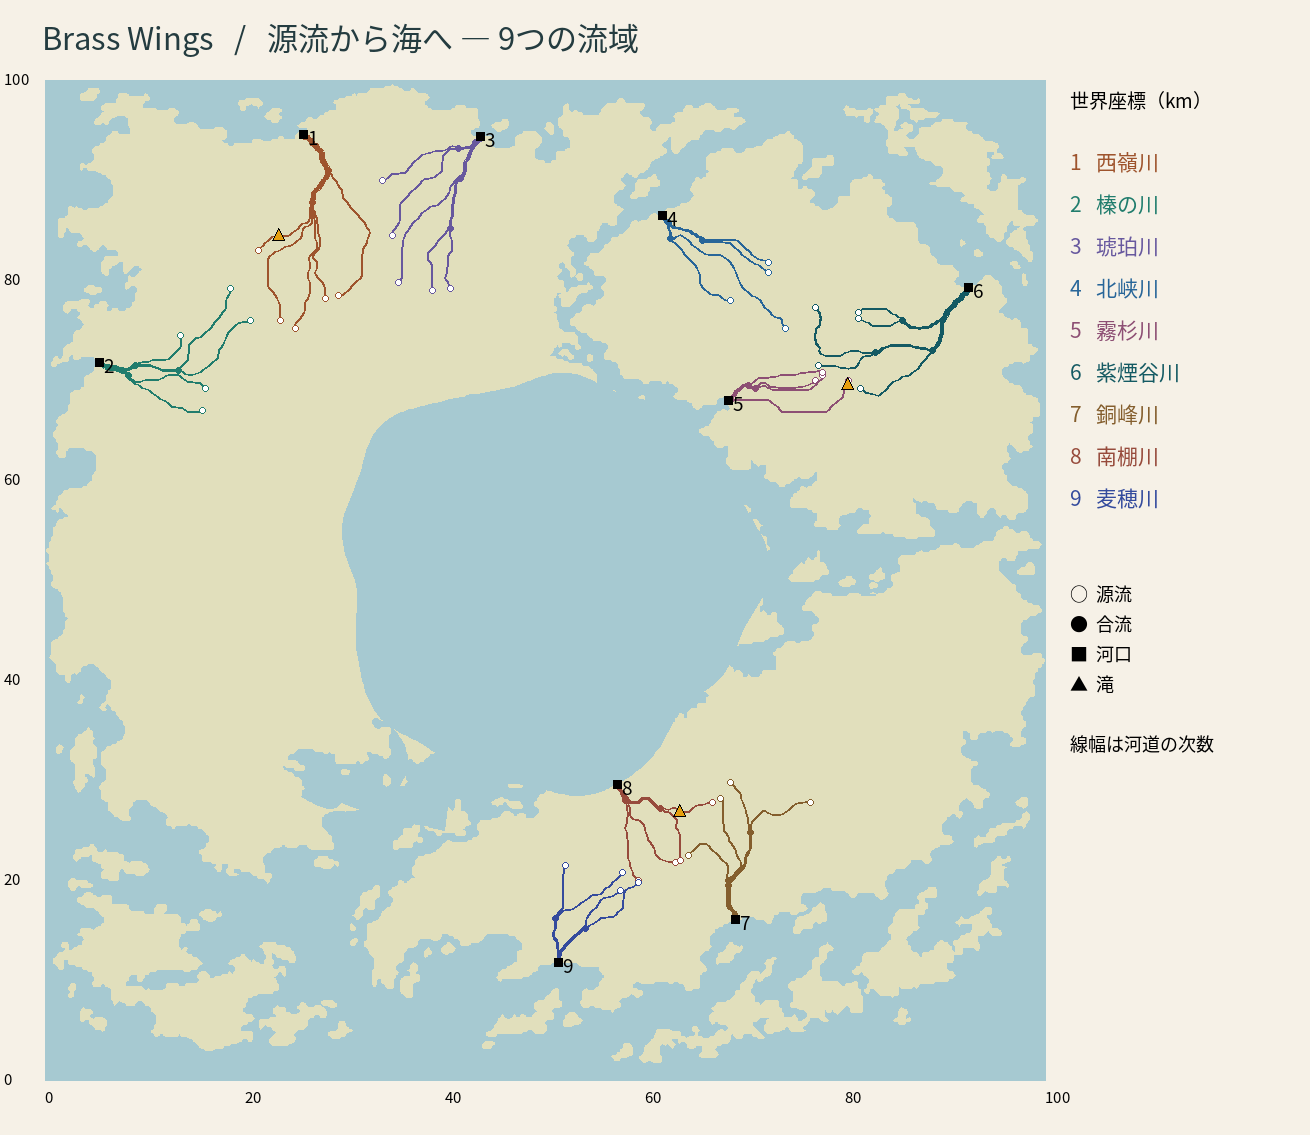 Brass Wings / 源流から海へ — 9つの流域
世界座標（km）
1 西嶺川
2 榛の川
3 琥珀川
4 北峡川
5 霧杉川
6 紫煙谷川
7 銅峰川
8 南棚川
9 麦穂川
源流
合流
河口
滝
線幅は河道の次数
100
80
60
40
20
0
0 20 40 60 80 100
1
3
4
6
2
5
8
7
9